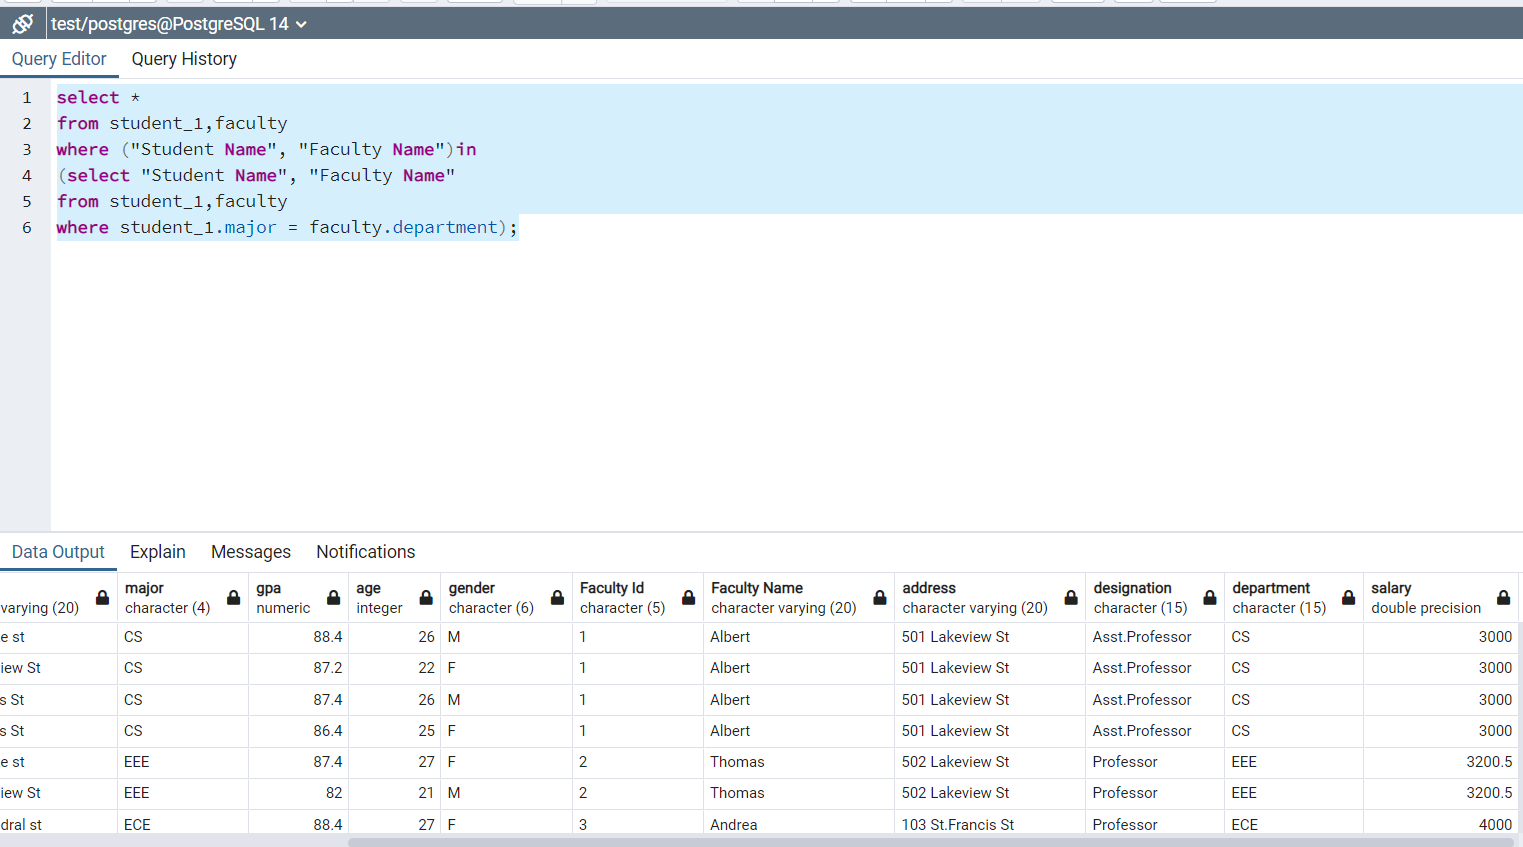 test/postgres@PostgreSQL 14
Query Editor Query History
1 select *
2 from student_1,faculty
3 where ("Student Name", "Faculty Name")in
4 (select "Student Name", "Faculty Name"
5 from student_1,faculty
6 where student_1.major = faculty.department);
Data Output Explain Messages Notifications
major gpa age gender Faculty Id Faculty Name address designation department salary
varying (20) character (4) numeric integer character (6) character (5) character varying (20) character varying (20) character (15) character (15) double precision
e st CS 88.4 26 M 1 Albert 501 Lakeview St Asst.Professor CS 3000
iew St CS 87.2 22 F 1 Albert 501 Lakeview St Asst.Professor CS 3000
s St CS 87.4 26 M 1 Albert 501 Lakeview St Asst.Professor CS 3000
s St CS 86.4 25 F 1 Albert 501 Lakeview St Asst.Professor CS 3000
e st EEE 87.4 27 F 2 Thomas 502 Lakeview St Professor EEE 3200.5
iew St EEE 82 21 M 2 Thomas 502 Lakeview St Professor EEE 3200.5
dral st ECE 88.4 27 F 3 Andrea 103 St.Francis St Professor ECE 4000